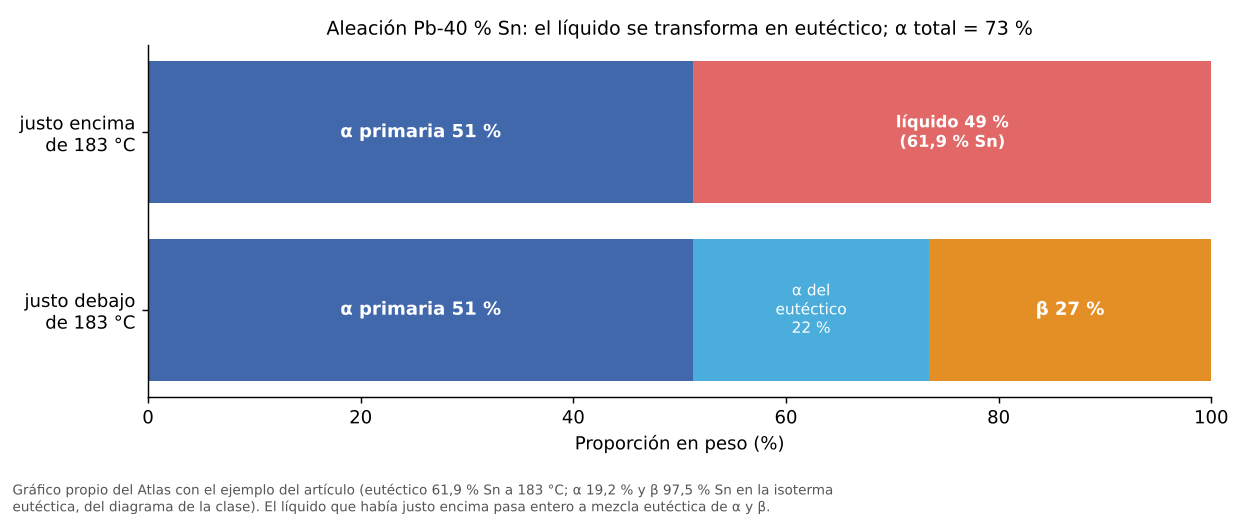 Aleación Pb-40 % Sn: el líquido se transforma en eutéctico; α total = 73 %
justo encima
de 183 °C
α primaria 51 %
líquido 49 %
(61,9 % Sn)
justo debajo
de 183 °C
α primaria 51 %
α del
eutéctico
22 %
β 27 %
0 20 40 60 80 100
Proporción en peso (%)
Gráfico propio del Atlas con el ejemplo del artículo (eutéctico 61,9 % Sn a 183 °C; α 19,2 % y β 97,5 % Sn en la isoterma
eutéctica, del diagrama de la clase). El líquido que había justo encima pasa entero a mezcla eutéctica de α y β.